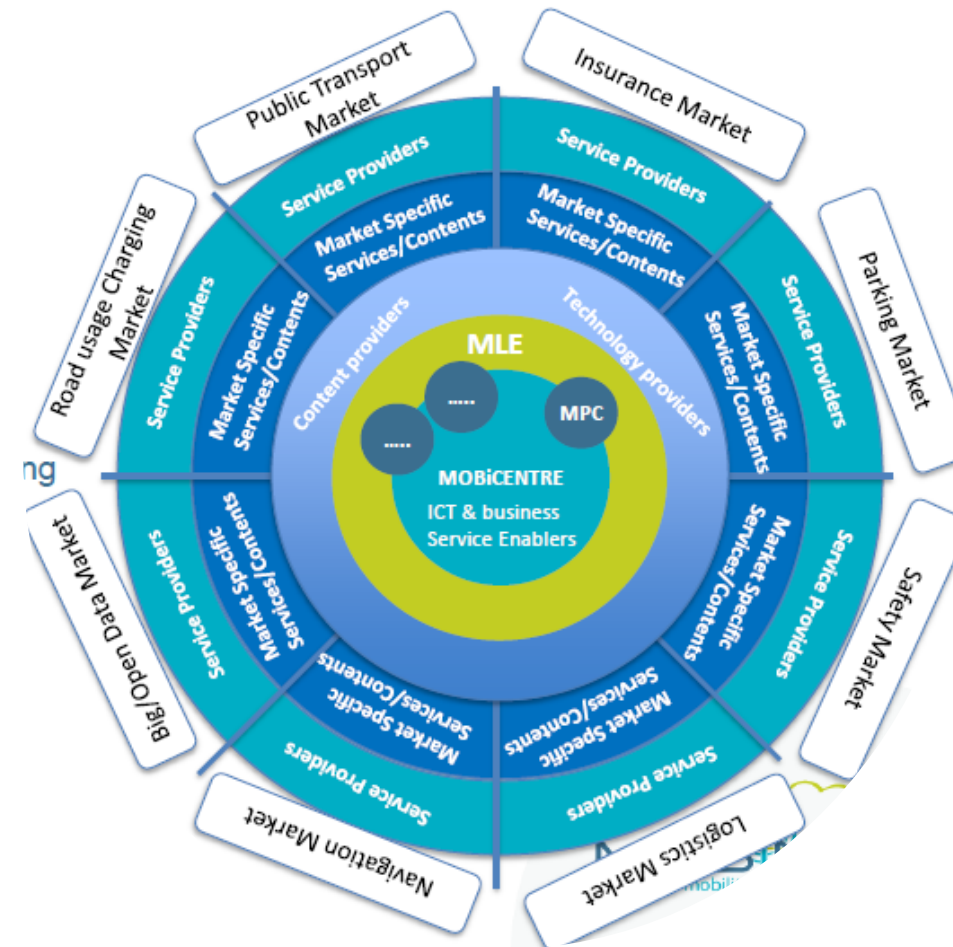 Public Transport
Market
Insurance Market
Parking Market
Safety Market
Logistics Market
Navigation Market
Big/Open Data Market
Road usage Charging
Market
Service Providers
Service Providers
Service Providers
Service Providers
Service Providers
Service Providers
Service Providers
Service Providers
Market Specific
Services/Contents
Market Specific
Services/Contents
Market Specific
Services/Contents
Market Specific
Services/Contents
Market Specific
Services/Contents
Market Specific
Services/Contents
Market Specific
Services/Contents
Market Specific
Services/Contents
Content providers
Technology providers
MLE
.....
.....
MPC
MOBiCENTRE
ICT & business
Service Enablers
ng
mobili